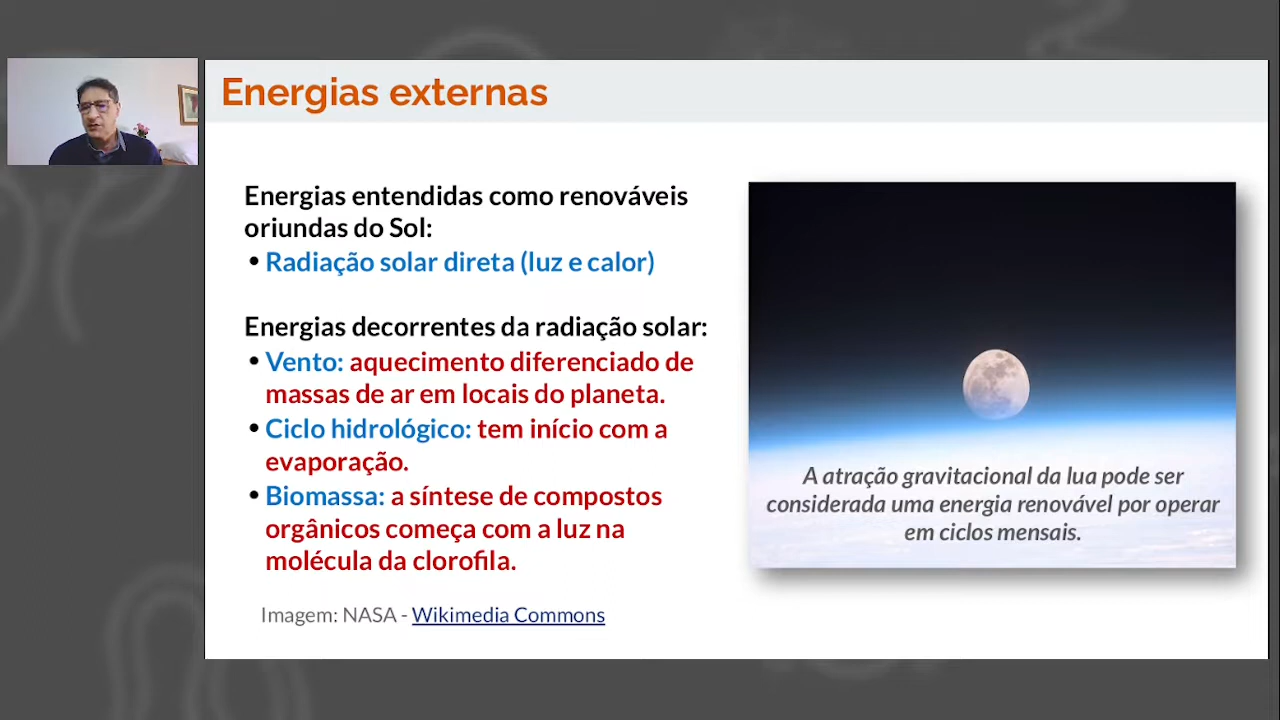 Energias externas
Energias entendidas como renováveis
oriundas do Sol:
• Radiação solar direta (luz e calor)
Energias decorrentes da radiação solar:
• Vento: aquecimento diferenciado de
massas de ar em locais do planeta.
• Ciclo hidrológico: tem início com a
evaporação.
• Biomassa: a síntese de compostos
orgânicos começa com a luz na
molécula da clorofila.
A atração gravitacional da lua pode ser
considerada uma energia renovável por operar
em ciclos mensais.
Imagem: NASA - Wikimedia Commons